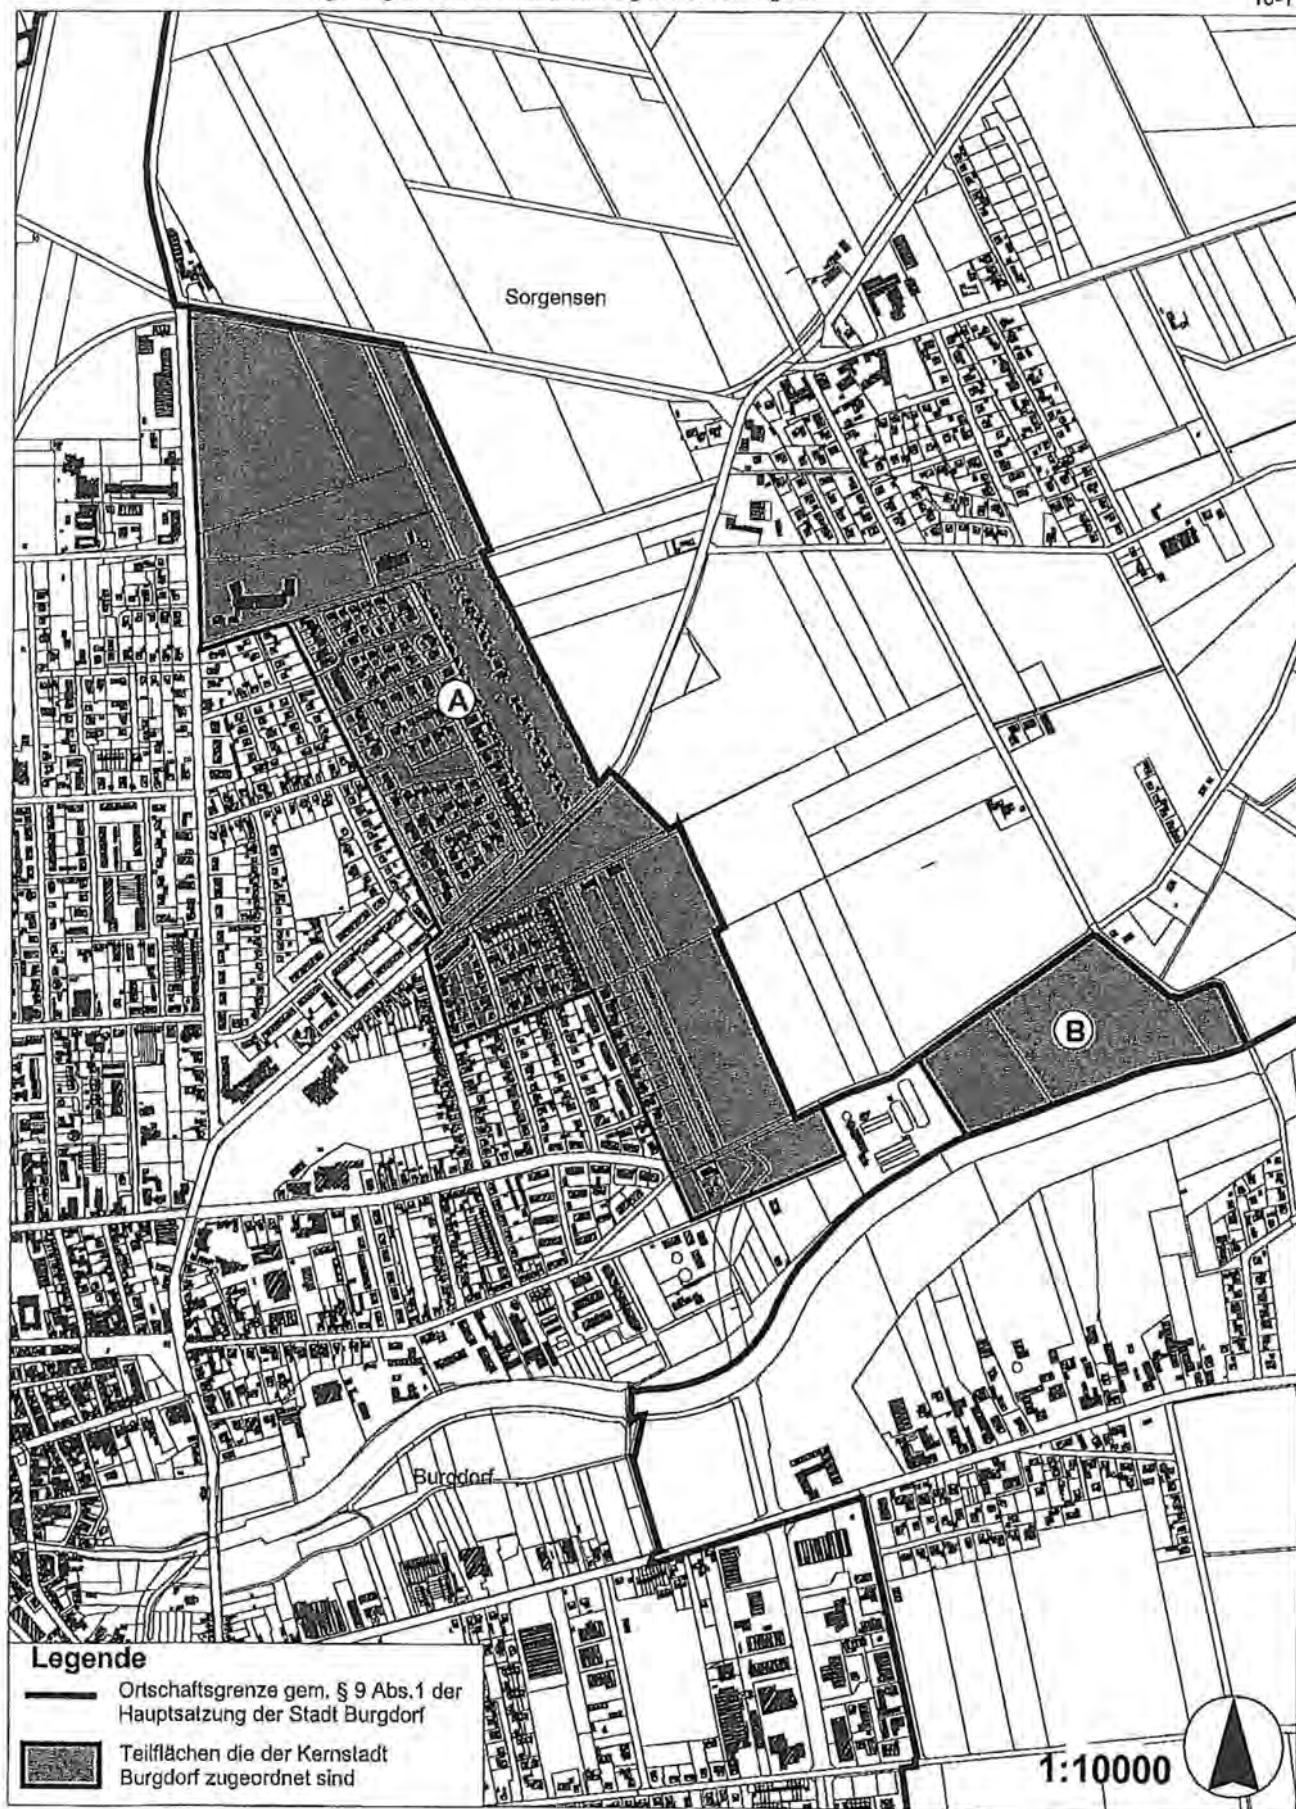 Sorgensen
A
B
Burgdorf
Legende
Ortschaftsgrenze gem. § 9 Abs.1 der
Hauptsatzung der Stadt Burgdorf
Teilflächen die der Kernstadt
Burgdorf zugeordnet sind
1:10000